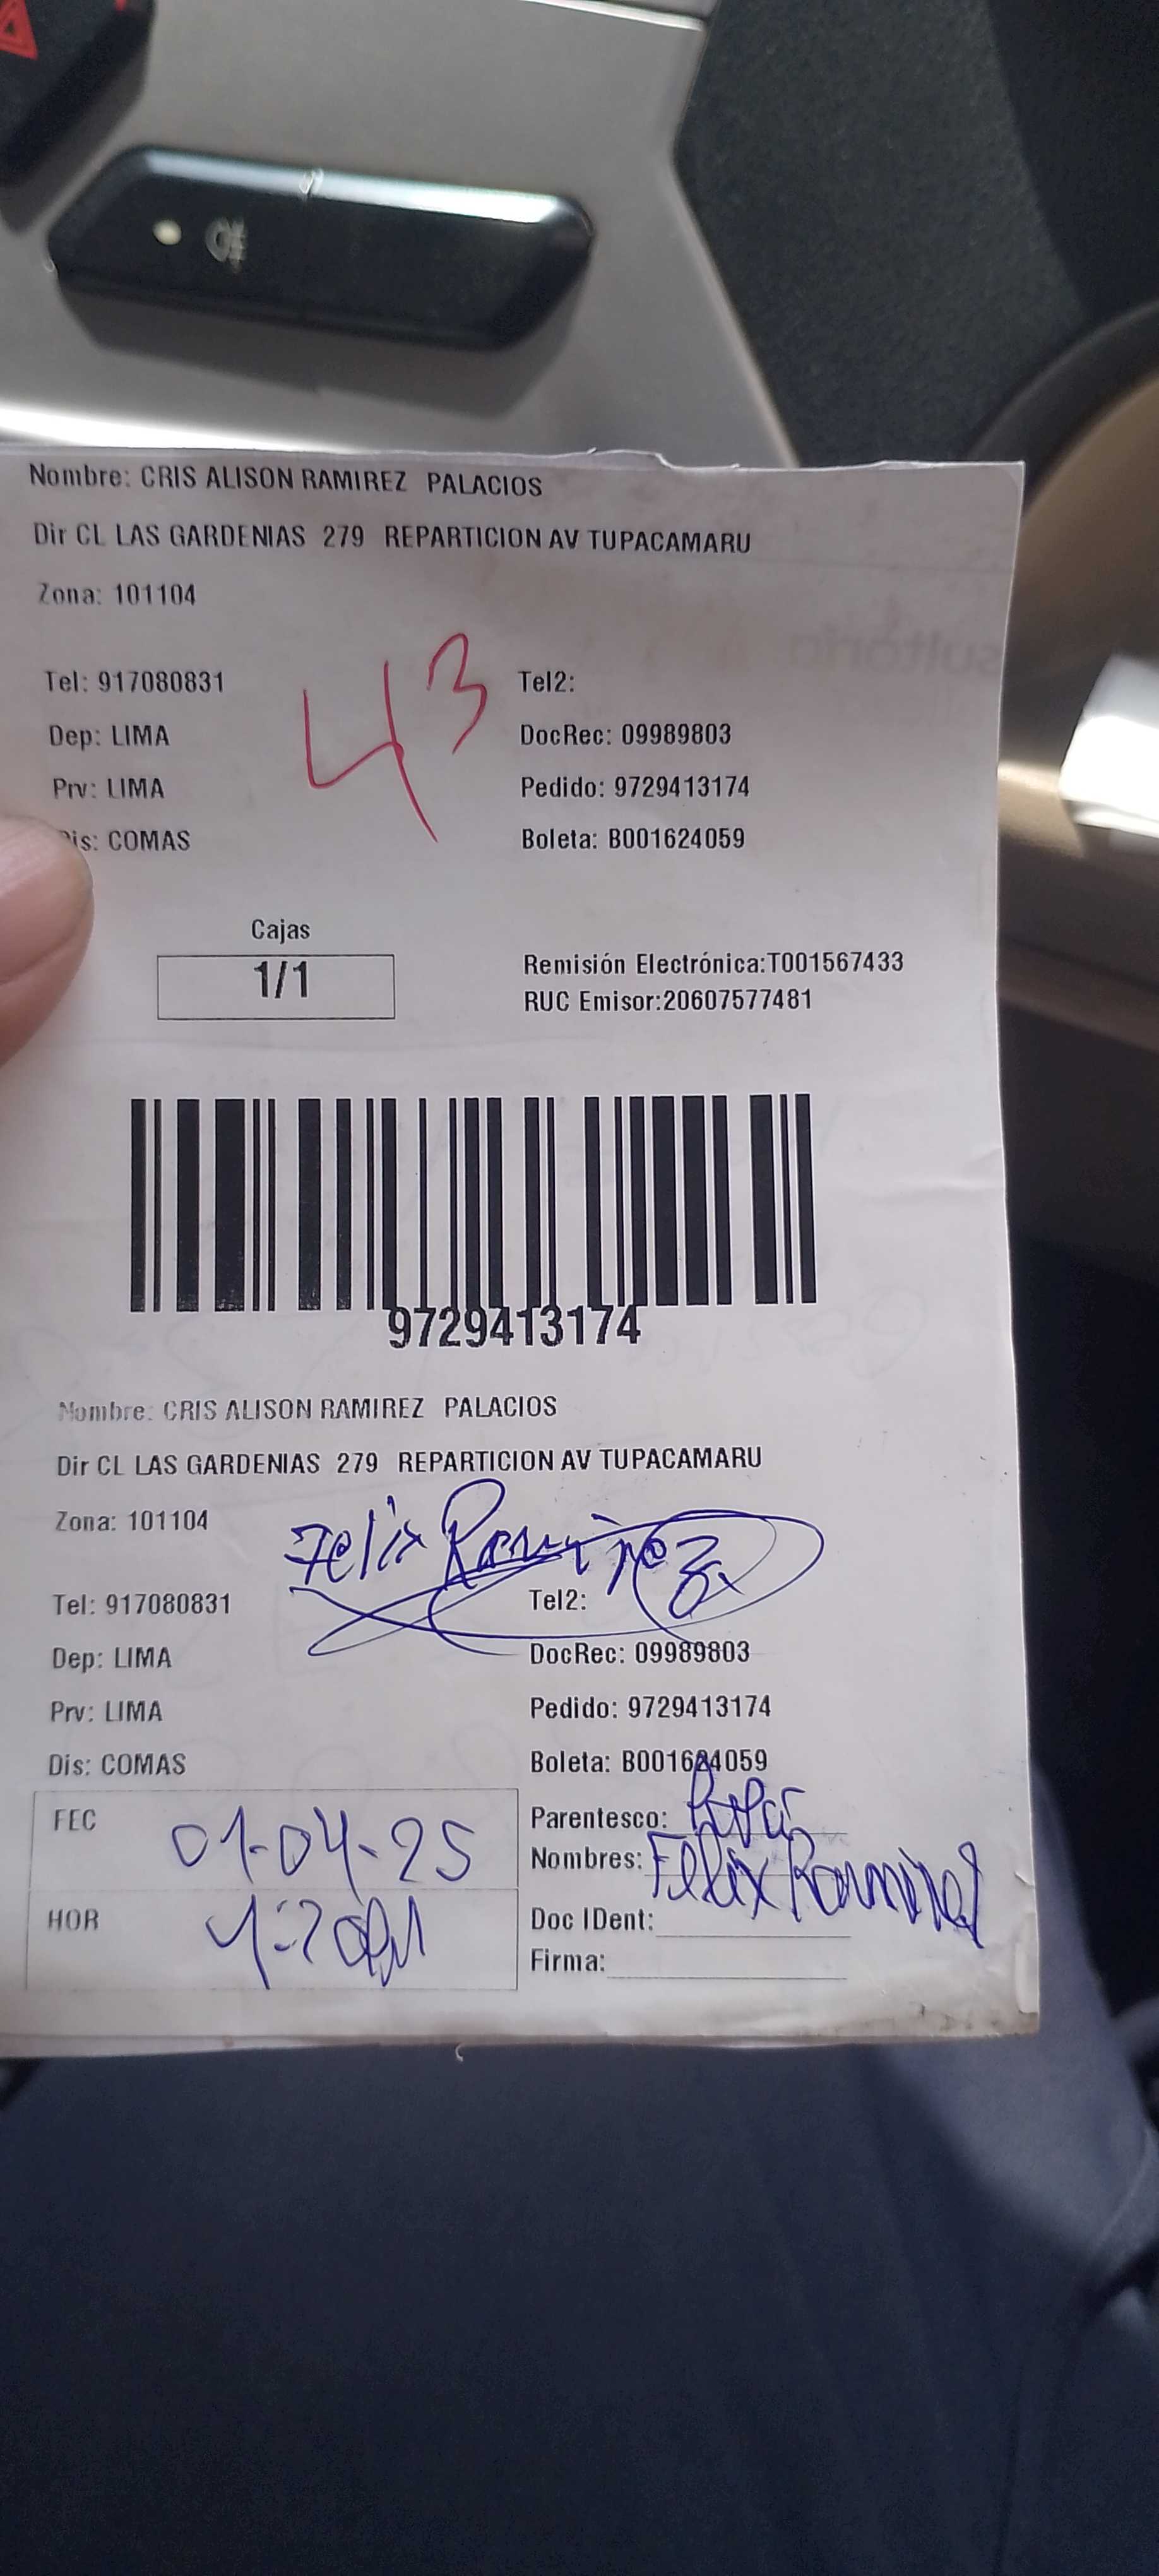 Nombre: CRIS ALISON RAMIREZ PALACIOS
Dir CL LAS GARDENIAS 279 REPARTICION AV TUPACAMARU
Zona: 101104
43
Tel: 917080831 Tel2:
Dep: LIMA DocRec: 09989803
Prv: LIMA Pedido: 9729413174
Dis: COMAS Boleta: B001624059
Cajas
1/1
Remisión Electrónica:T001567433
RUC Emisor:20607577481
9729413174
Nombre: CRIS ALISON RAMIREZ PALACIOS
Dir CL LAS GARDENIAS 279 REPARTICION AV TUPACAMARU
Zona: 101104
Felix Ramirez
Tel: 917080831 Tel2:
Dep: LIMA DocRec: 09989803
Prv: LIMA Pedido: 9729413174
Dis: COMAS Boleta: B001624059
FEC 01-04-25 Parentesco:
Nombres: Felix Ramirez
HOR Doc IDent:
Firma: